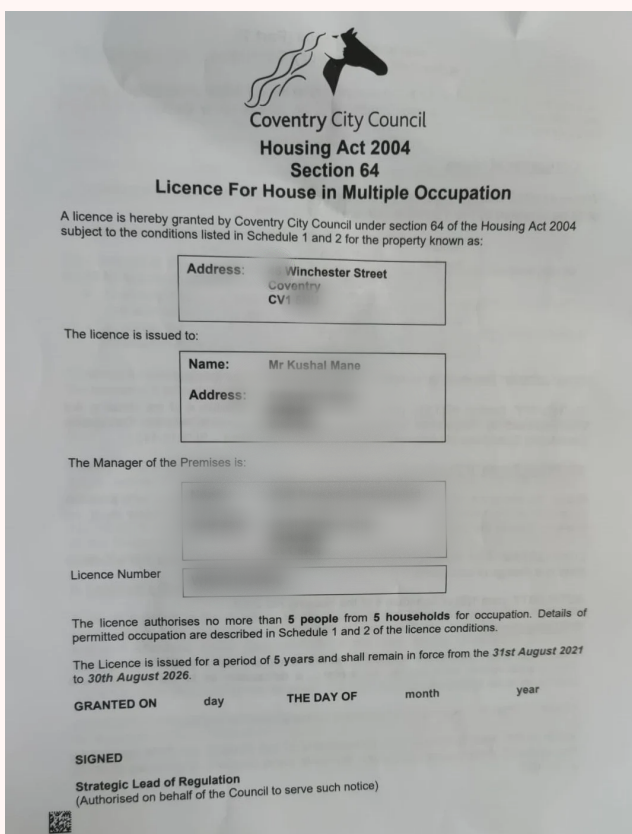 Coventry City Council
Housing Act 2004
Section 64
Licence For House in Multiple Occupation
A licence is hereby granted by Coventry City Council under section 64 of the Housing Act 2004
subject to the conditions listed in Schedule 1 and 2 for the property known as:
Address: Winchester Street
Coventry
CV1
The licence is issued to:
Name: Mr Kushal Mane
Address:
The Manager of the Premises is:
Licence Number
The licence authorises no more than 5 people from 5 households for occupation. Details of
permitted occupation are described in Schedule 1 and 2 of the licence conditions.
The Licence is issued for a period of 5 years and shall remain in force from the 31st August 2021
to 30th August 2026.
GRANTED ON day THE DAY OF month year
SIGNED
Strategic Lead of Regulation
(Authorised on behalf of the Council to serve such notice)